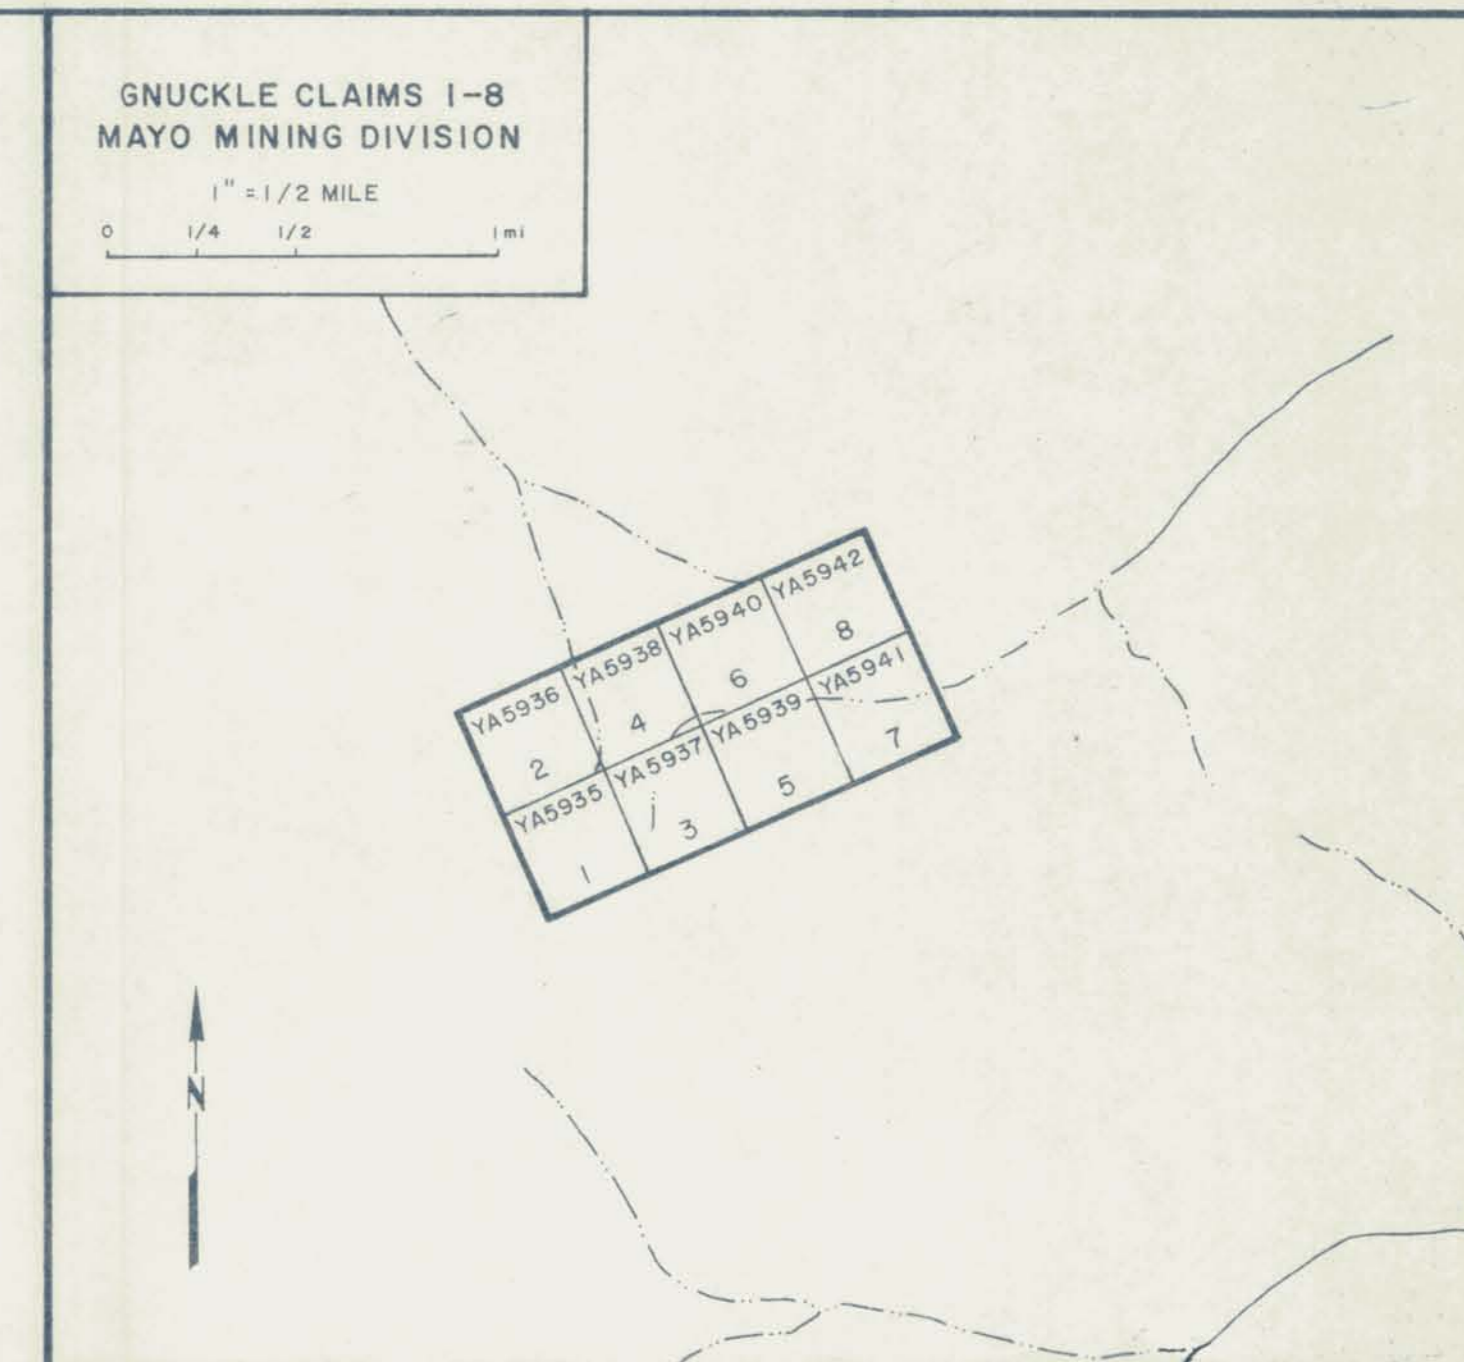 GNUCKLE CLAIMS 1-8
MAYO MINING DIVISION
1" = 1/2 MILE
0 1/4 1/2 1 mi
YA5942
8
YA5940
6
YA5938
4
YA5936
2
YA5941
7
YA5939
5
YA5937
3
YA5935
1
N